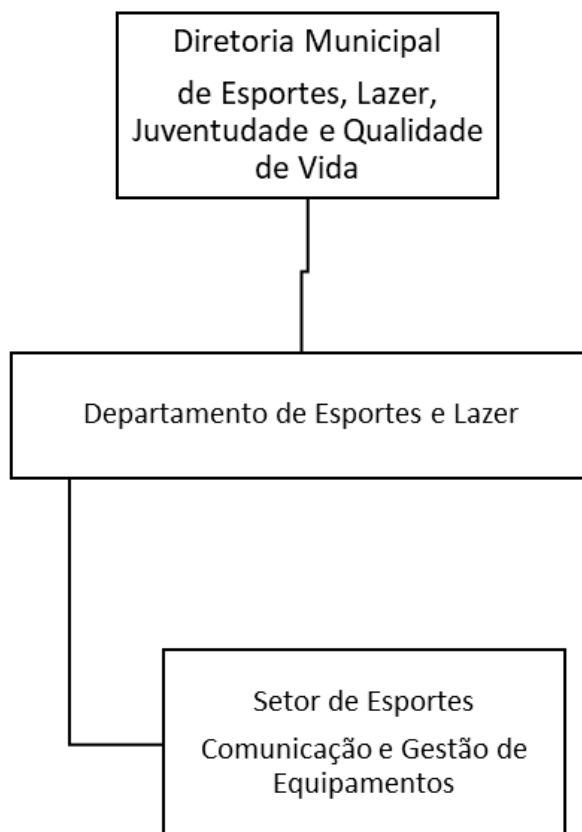 Diretoria Municipal
de Esportes, Lazer,
Juventudade e Qualidade
de Vida
Departamento de Esportes e Lazer
Setor de Esportes
Comunicação e Gestão de
Equipamentos